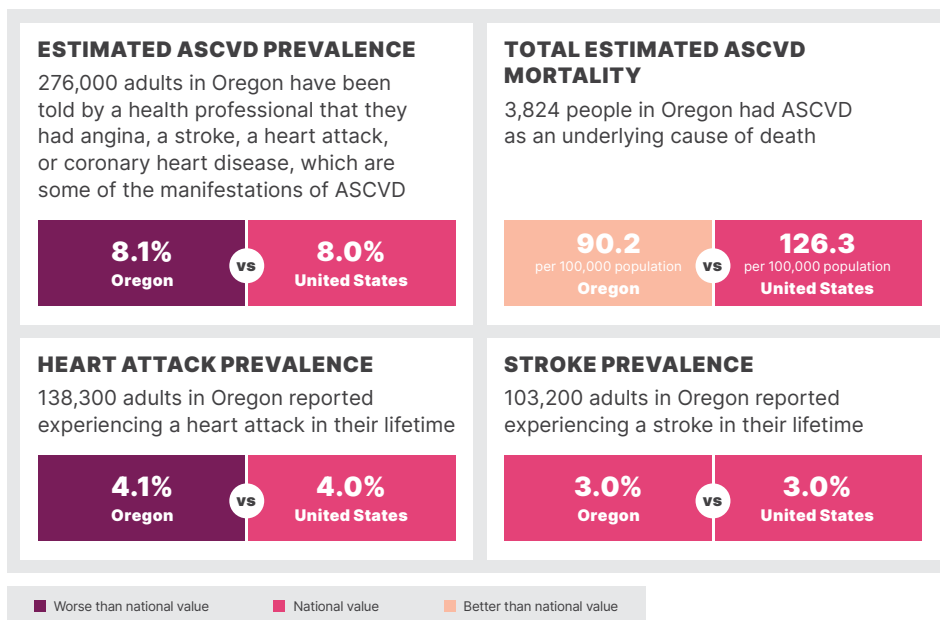 ESTIMATED ASCVD PREVALENCE
276,000 adults in Oregon have been
told by a health professional that they
had angina, a stroke, a heart attack,
or coronary heart disease, which are
some of the manifestations of ASCVD
8.1%
Oregon
vs
8.0%
United States
TOTAL ESTIMATED ASCVD
MORTALITY
3,824 people in Oregon had ASCVD
as an underlying cause of death
90.2
per 100,000 population
Oregon
vs
126.3
per 100,000 population
United States
HEART ATTACK PREVALENCE
138,300 adults in Oregon reported
experiencing a heart attack in their lifetime
4.1%
Oregon
vs
4.0%
United States
STROKE PREVALENCE
103,200 adults in Oregon reported
experiencing a stroke in their lifetime
3.0%
Oregon
vs
3.0%
United States
Worse than national value
National value
Better than national value